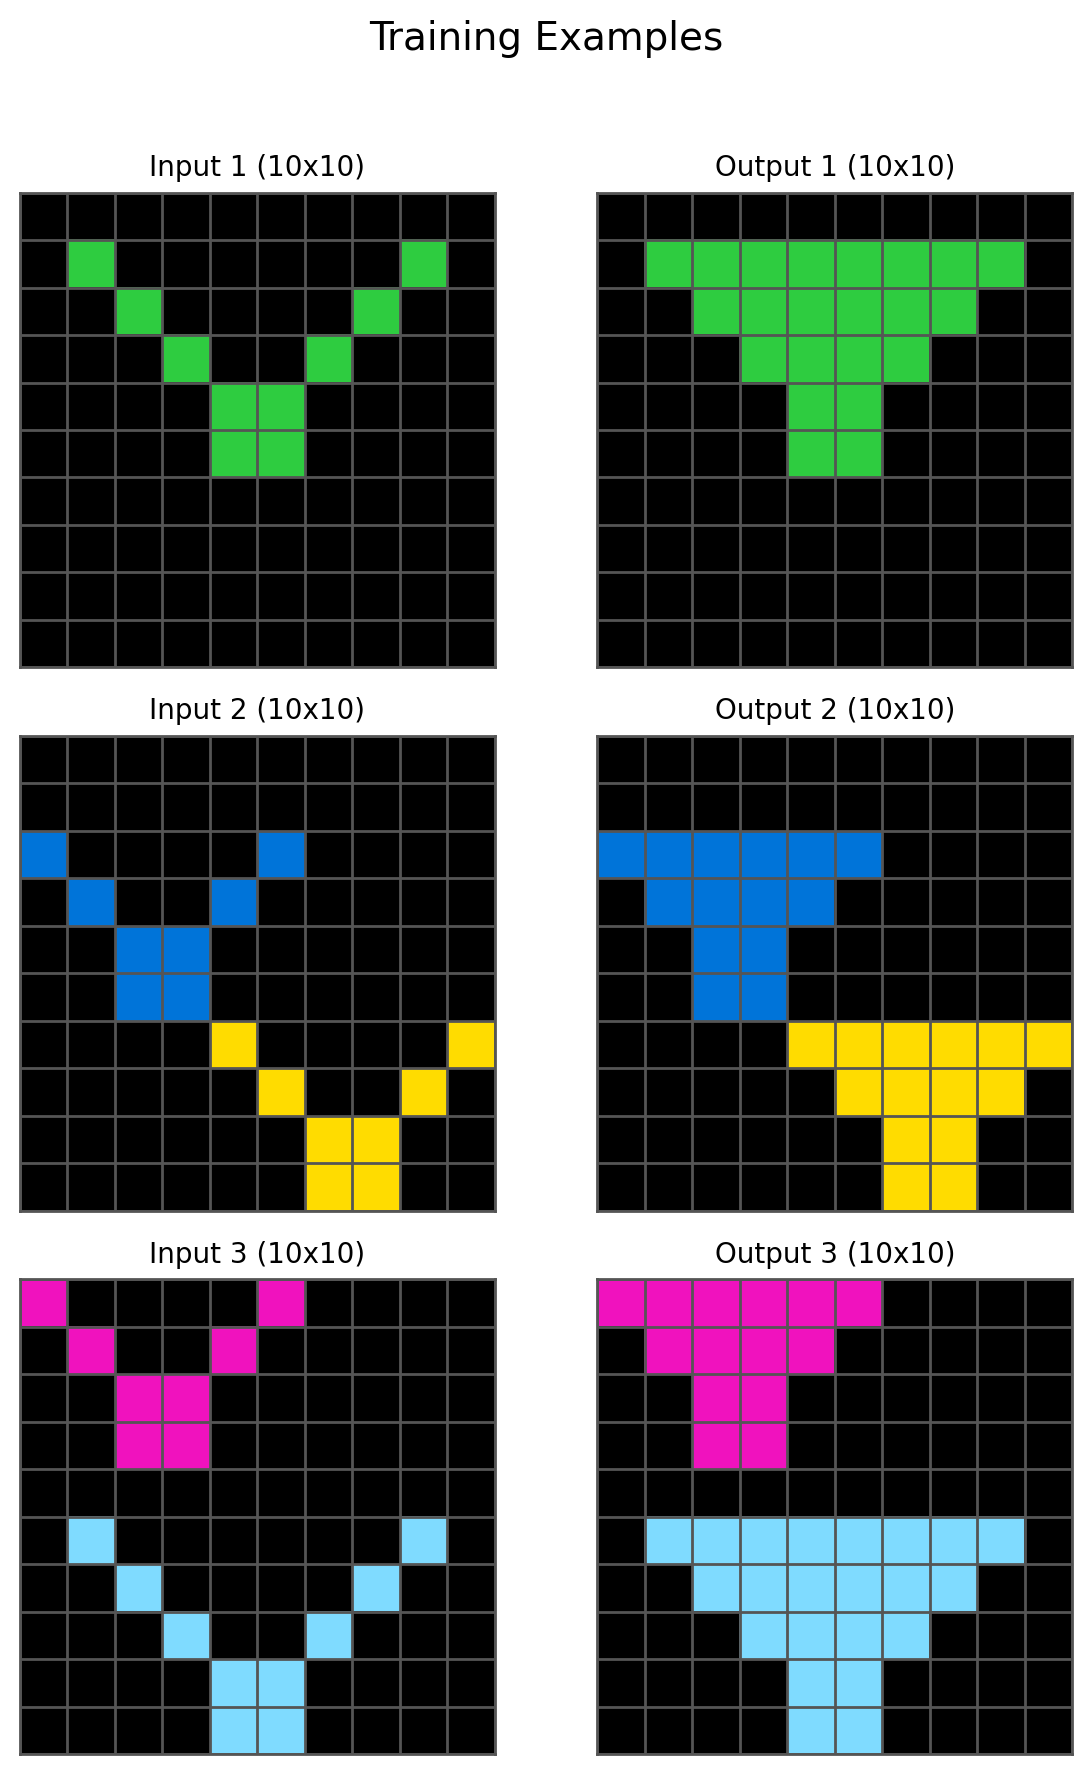 Training Examples
Input 1 (10x10)
Output 1 (10x10)
Input 2 (10x10)
Output 2 (10x10)
Input 3 (10x10)
Output 3 (10x10)